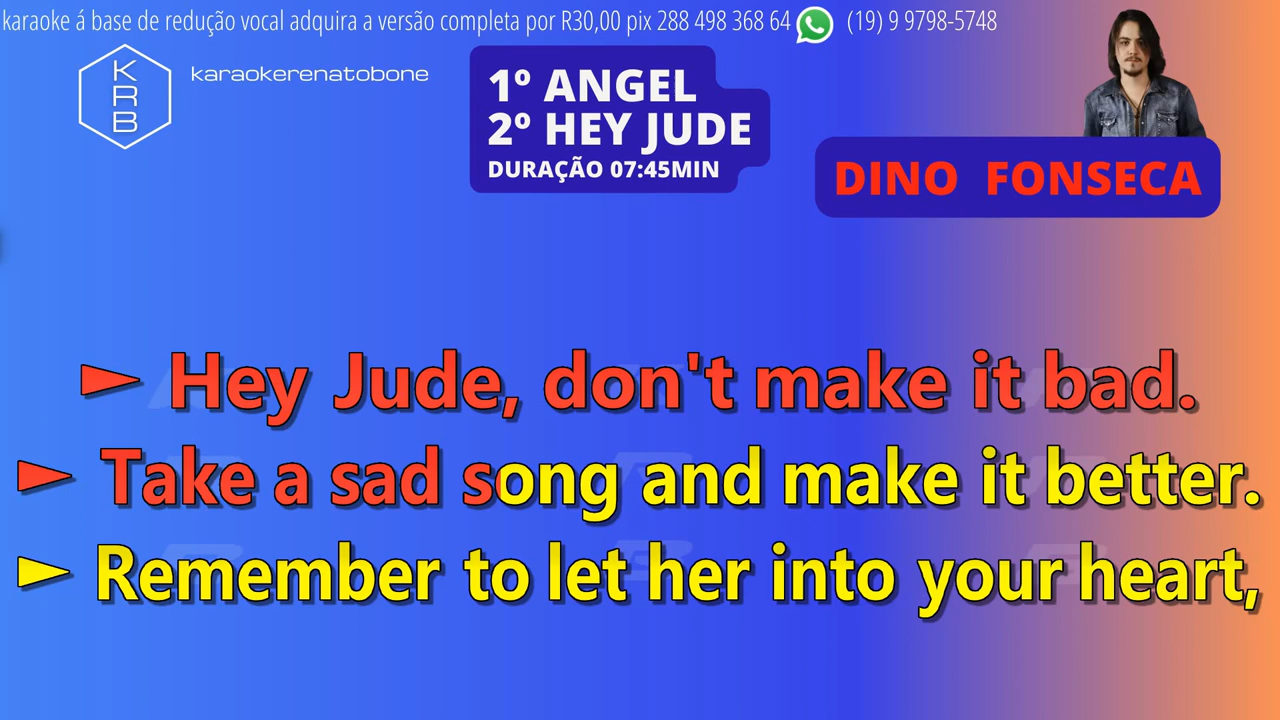 karaoke á base de redução vocal adquira a versão completa por R30,00 pix 288 498 368 64 (19) 9 9798-5748
K
R
B
karaokerenatobone
1º ANGEL
2º HEY JUDE
DURAÇÃO 07:45MIN
DINO FONSECA
Hey Jude, don't make it bad.
Take a sad song and make it better.
Remember to let her into your heart,